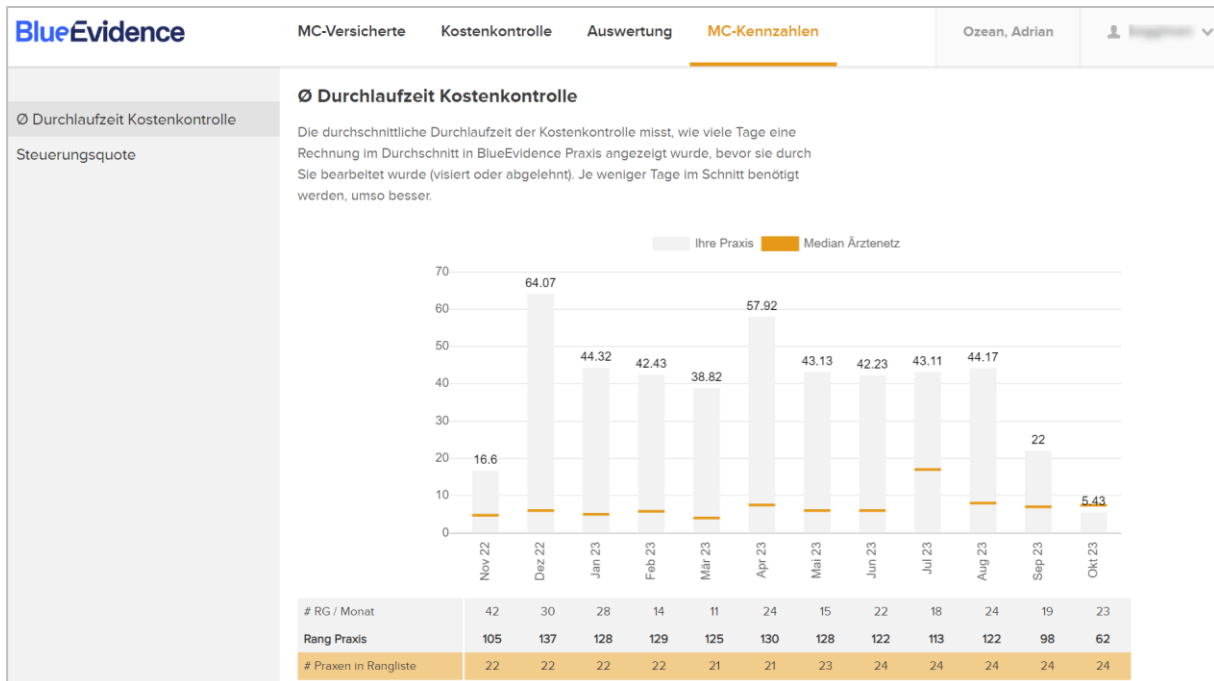 BlueEvidence
MC-Versicherte Kostenkontrolle Auswertung MC-Kennzahlen Ozean, Adrian
Ø Durchlaufzeit Kostenkontrolle
Steuerungsquote
Ø Durchlaufzeit Kostenkontrolle
Die durchschnittliche Durchlaufzeit der Kostenkontrolle misst, wie viele Tage eine
Rechnung im Durchschnitt in BlueEvidence Praxis angezeigt wurde, bevor sie durch
Sie bearbeitet wurde (visiert oder abgelehnt). Je weniger Tage im Schnitt benötigt
werden, umso besser.
Ihre Praxis Median Ärztenetz
70
60
50
40
30
20
10
0
16.6 64.07 44.32 42.43 38.82 57.92 43.13 42.23 43.11 44.17 22 5.43
Nov 22 Dez 22 Jan 23 Feb 23 Mär 23 Apr 23 Mai 23 Jun 23 Jul 23 Aug 23 Sep 23 Okt 23
# RG / Monat 42 30 28 14 11 24 15 22 18 24 19 23
Rang Praxis 105 137 128 129 125 130 128 122 113 122 98 62
# Praxen in Rangliste 22 22 22 22 21 21 23 24 24 24 24 24